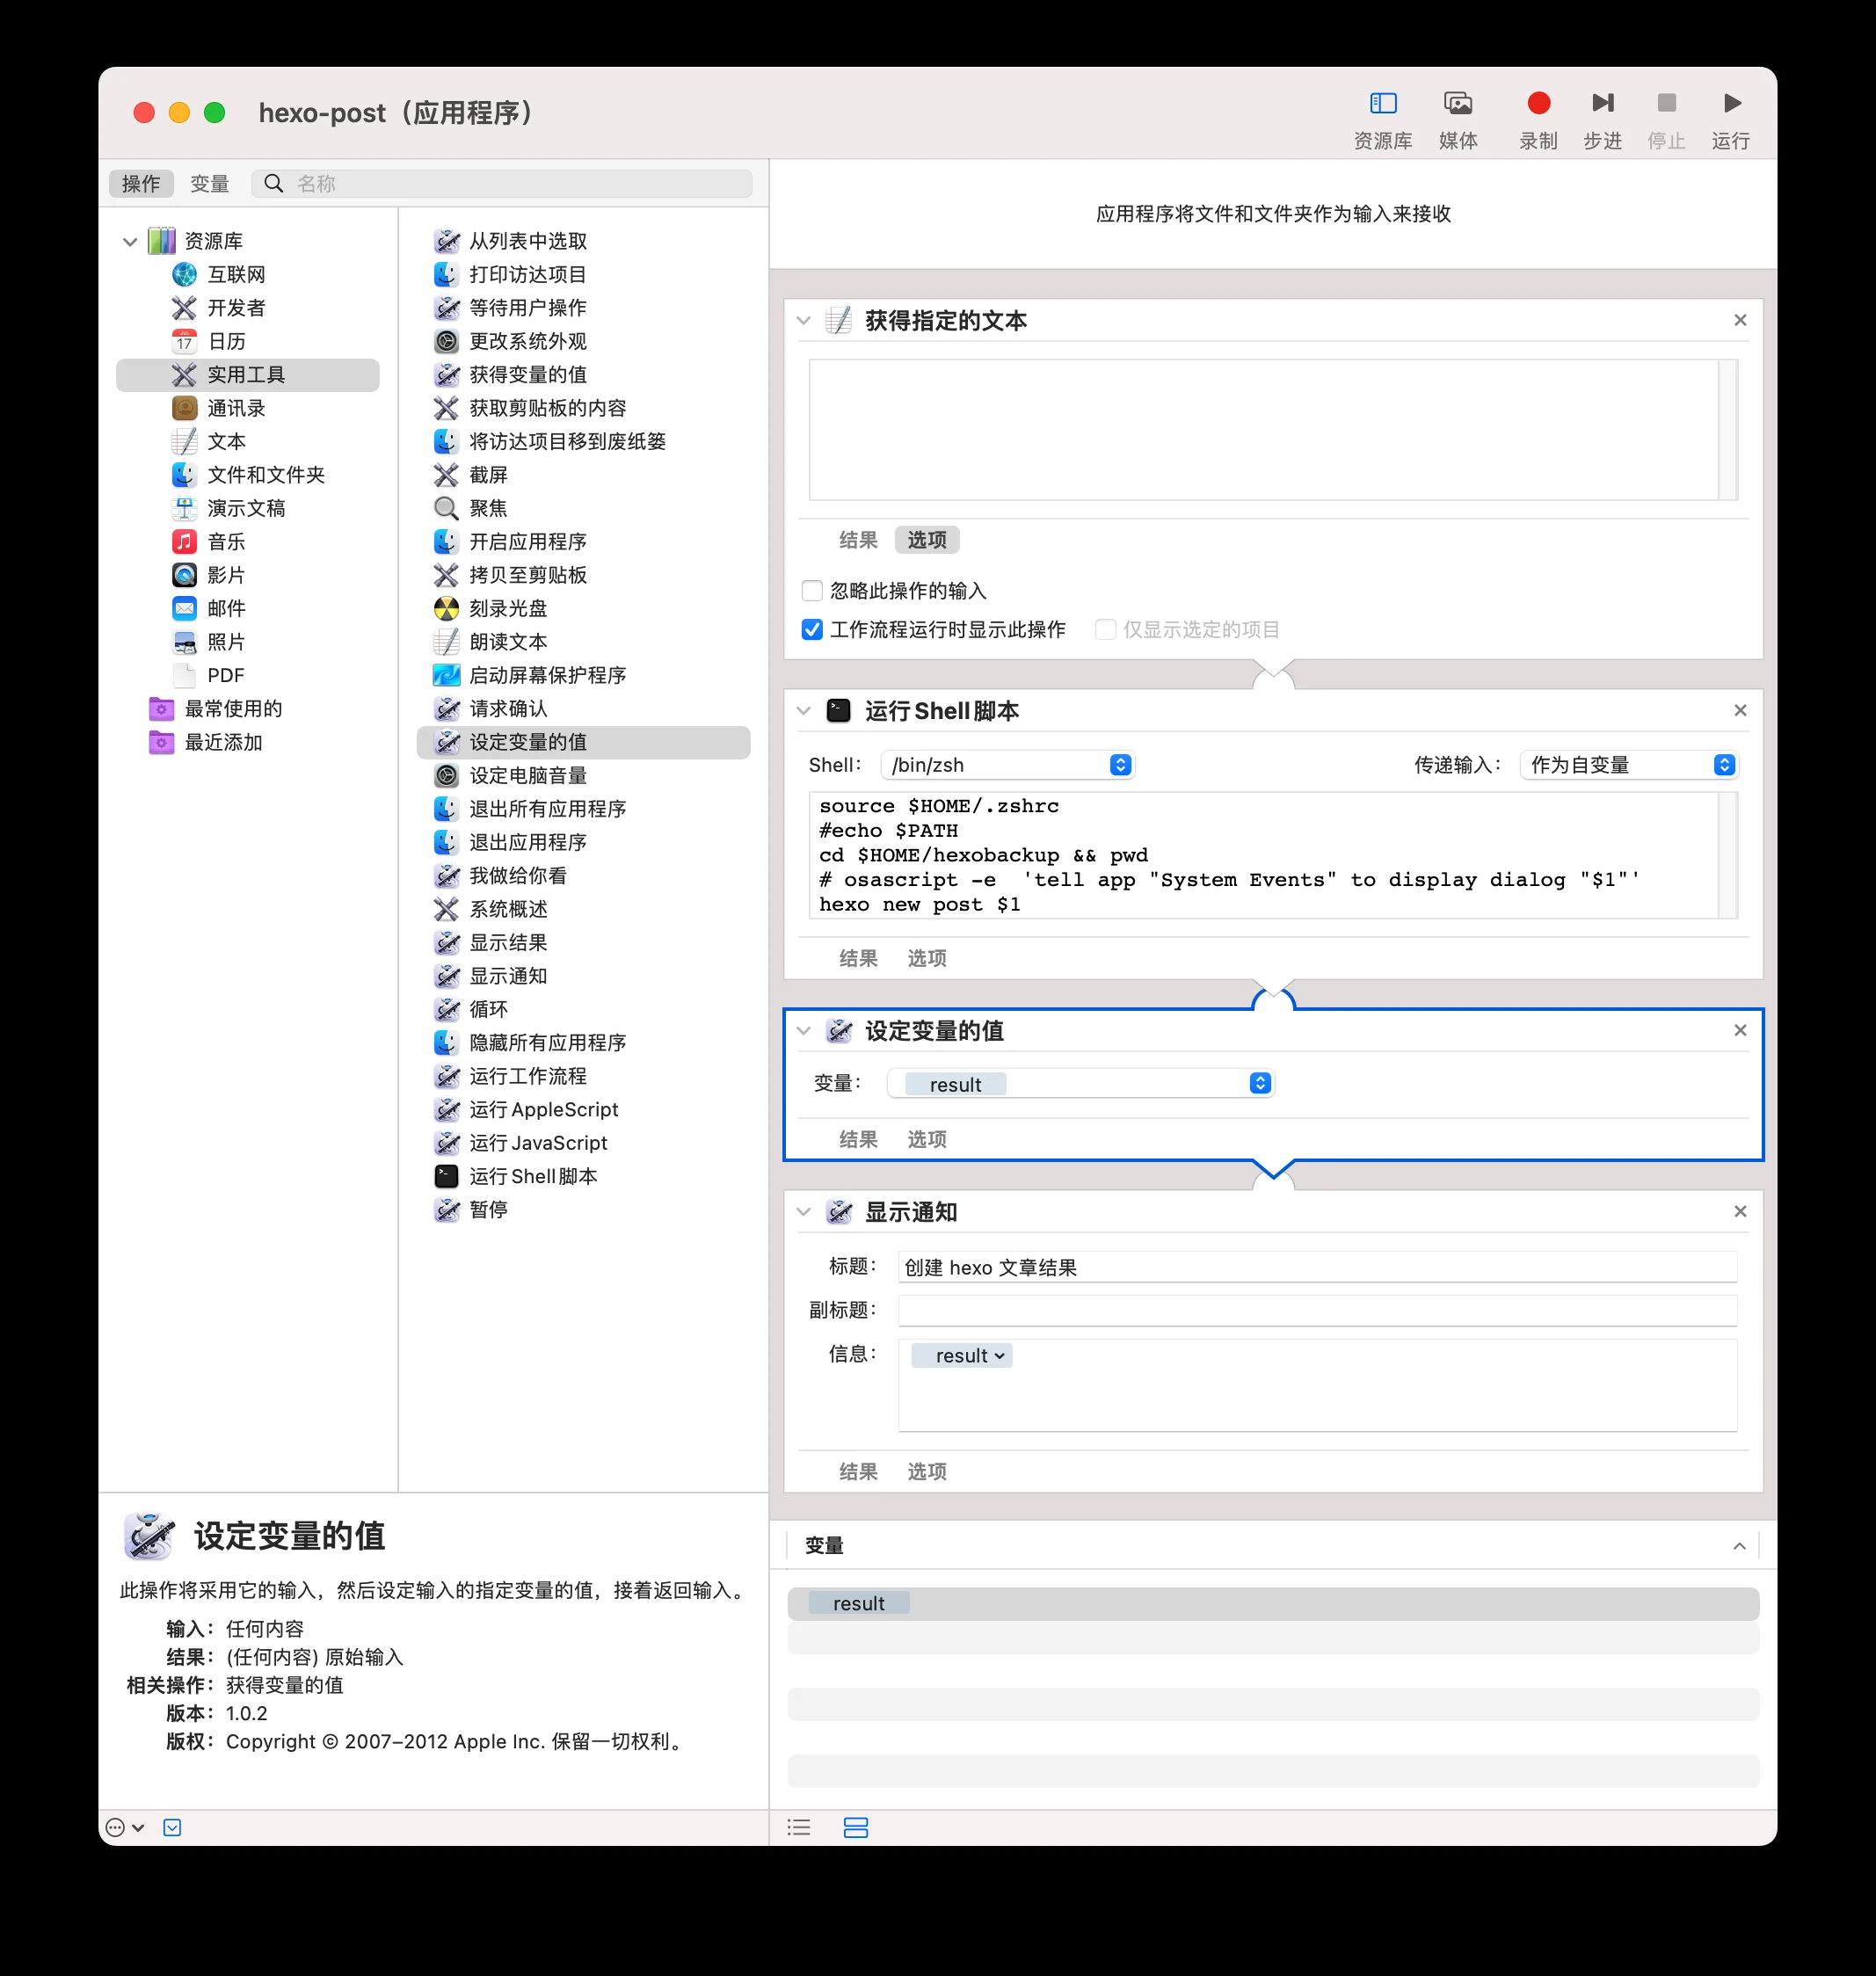 hexo-post（应用程序）
资源库
媒体
录制
步进
停止
运行
操作
变量
名称
资源库
互联网
开发者
JUL
17
日历
实用工具
通讯录
文本
文件和文件夹
演示文稿
音乐
影片
邮件
照片
PDF
最常使用的
最近添加
从列表中选取
打印访达项目
等待用户操作
更改系统外观
获得变量的值
获取剪贴板的内容
将访达项目移到废纸篓
截屏
聚焦
开启应用程序
拷贝至剪贴板
刻录光盘
朗读文本
启动屏幕保护程序
请求确认
设定变量的值
设定电脑音量
退出所有应用程序
退出应用程序
我做给你看
系统概述
显示结果
显示通知
循环
隐藏所有应用程序
运行工作流程
运行 AppleScript
运行 JavaScript
运行 Shell 脚本
暂停
设定变量的值
此操作将采用它的输入，然后设定输入的指定变量的值，接着返回输入。
输入： 任何内容
结果： (任何内容) 原始输入
相关操作： 获得变量的值
版本： 1.0.2
版权： Copyright © 2007–2012 Apple Inc. 保留一切权利。
应用程序将文件和文件夹作为输入来接收
获得指定的文本
结果 选项
忽略此操作的输入
工作流程运行时显示此操作 仅显示选定的项目
运行 Shell 脚本
Shell： /bin/zsh 传递输入： 作为自变量
source $HOME/.zshrc
#echo $PATH
cd $HOME/hexobackup && pwd
# osascript -e  'tell app "System Events" to display dialog "$1"'
hexo new post $1
结果 选项
设定变量的值
变量： result
结果 选项
显示通知
标题： 创建 hexo 文章结果
副标题：
信息： result
结果 选项
变量
result